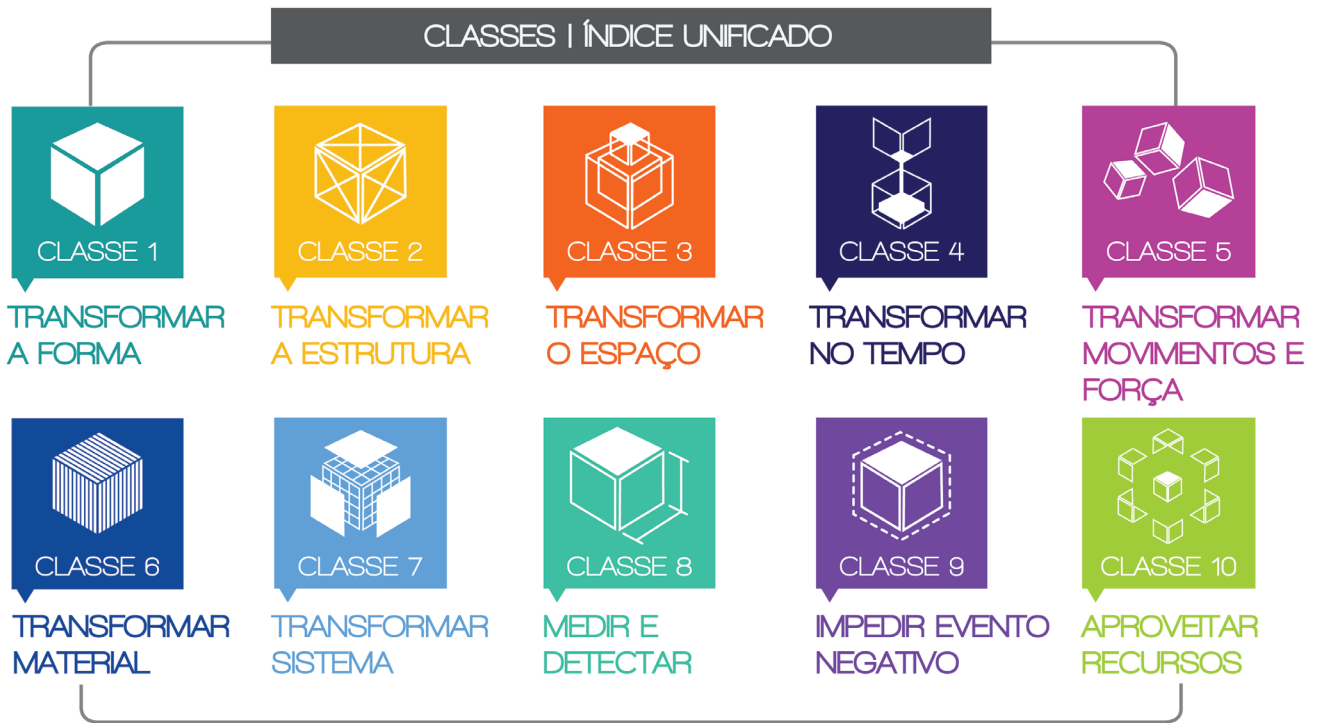 CLASSES | ÍNDICE UNIFICADO
CLASSE 1
TRANSFORMAR
A FORMA
CLASSE 2
TRANSFORMAR
A ESTRUTURA
CLASSE 3
TRANSFORMAR
O ESPAÇO
CLASSE 4
TRANSFORMAR
NO TEMPO
CLASSE 5
TRANSFORMAR
MOVIMENTOS E
FORÇA
CLASSE 6
TRANSFORMAR
MATERIAL
CLASSE 7
TRANSFORMAR
SISTEMA
CLASSE 8
MEDIR E
DETECTAR
CLASSE 9
IMPEDIR EVENTO
NEGATIVO
CLASSE 10
APROVEITAR
RECURSOS